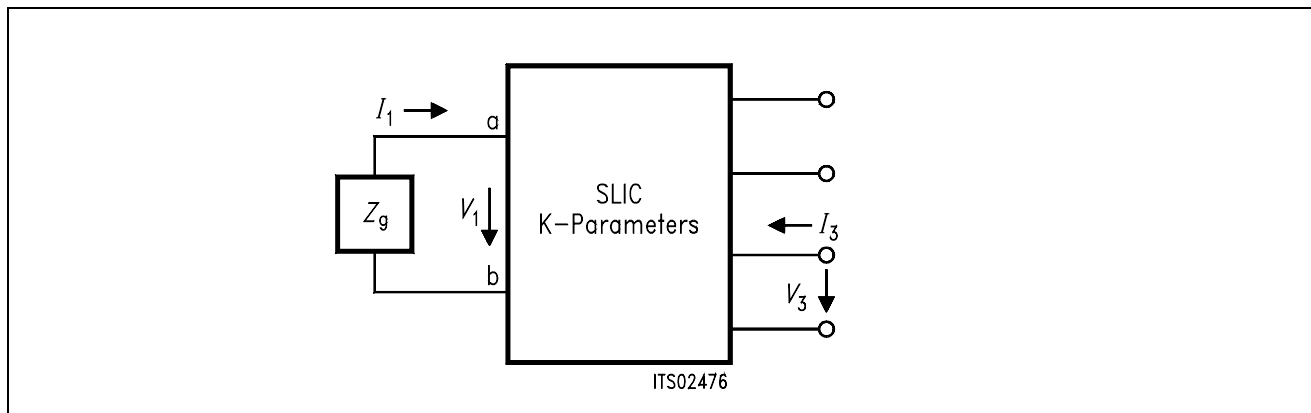 I1
a
Zg
V1
SLIC
K-Parameters
b
I3
V3
ITS02476